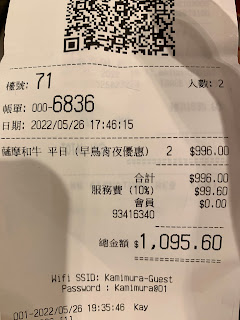 檯號: 71 人數: 2
帳單: 000-6836
日期: 2022/05/26 17:46:15
薩摩和牛 平日 (早鳥宵夜優惠) 2 $996.00
合計 $996.00
服務費 (10%) $99.60
會員 $0.00
93416340
總金額 $1,095.60
Wifi SSID: Kamimura-Guest
Password : Kamimura@01
001-2022/05/26 19:35:46 Kay